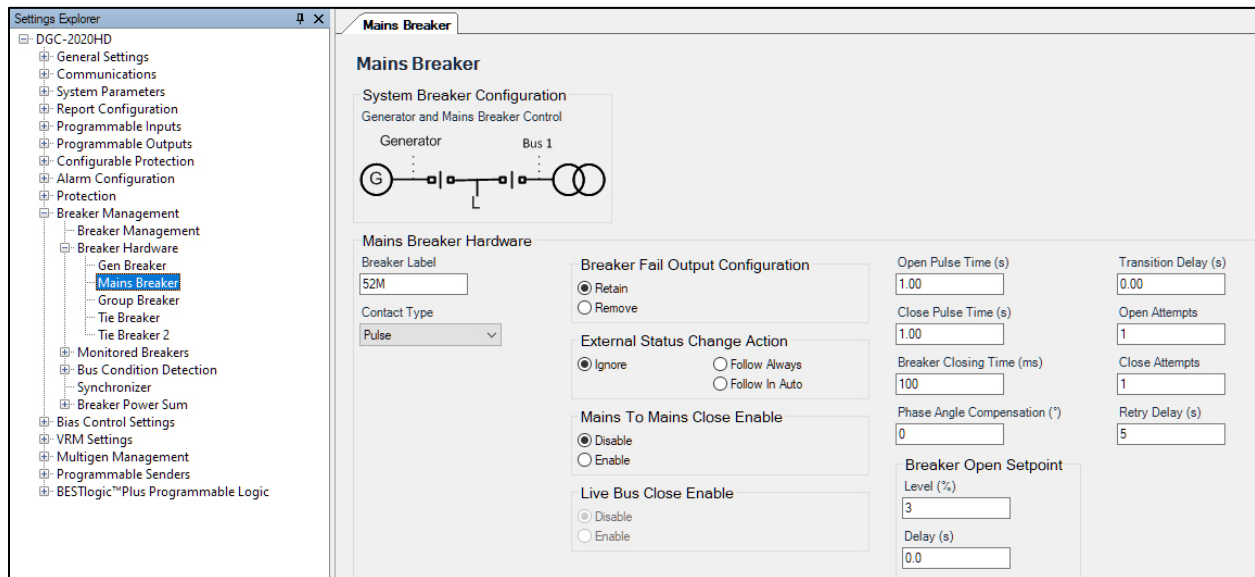 Settings Explorer
DGC-2020HD
General Settings
Communications
System Parameters
Report Configuration
Programmable Inputs
Programmable Outputs
Configurable Protection
Alarm Configuration
Protection
Breaker Management
Breaker Management
Breaker Hardware
Gen Breaker
Mains Breaker
Group Breaker
Tie Breaker
Tie Breaker 2
Monitored Breakers
Bus Condition Detection
Synchronizer
Breaker Power Sum
Bias Control Settings
VRM Settings
Multigen Management
Programmable Senders
BESTlogic™Plus Programmable Logic
Mains Breaker
Mains Breaker
System Breaker Configuration
Generator and Mains Breaker Control
Generator Bus 1
G
L
Mains Breaker Hardware
Breaker Label
52M
Contact Type
Pulse
Breaker Fail Output Configuration
Retain
Remove
External Status Change Action
Ignore Follow Always
Follow In Auto
Mains To Mains Close Enable
Disable
Enable
Live Bus Close Enable
Disable
Enable
Open Pulse Time (s)
1.00
Close Pulse Time (s)
1.00
Breaker Closing Time (ms)
100
Phase Angle Compensation (°)
0
Breaker Open Setpoint
Level (%)
3
Delay (s)
0.0
Transition Delay (s)
0.00
Open Attempts
1
Close Attempts
1
Retry Delay (s)
5